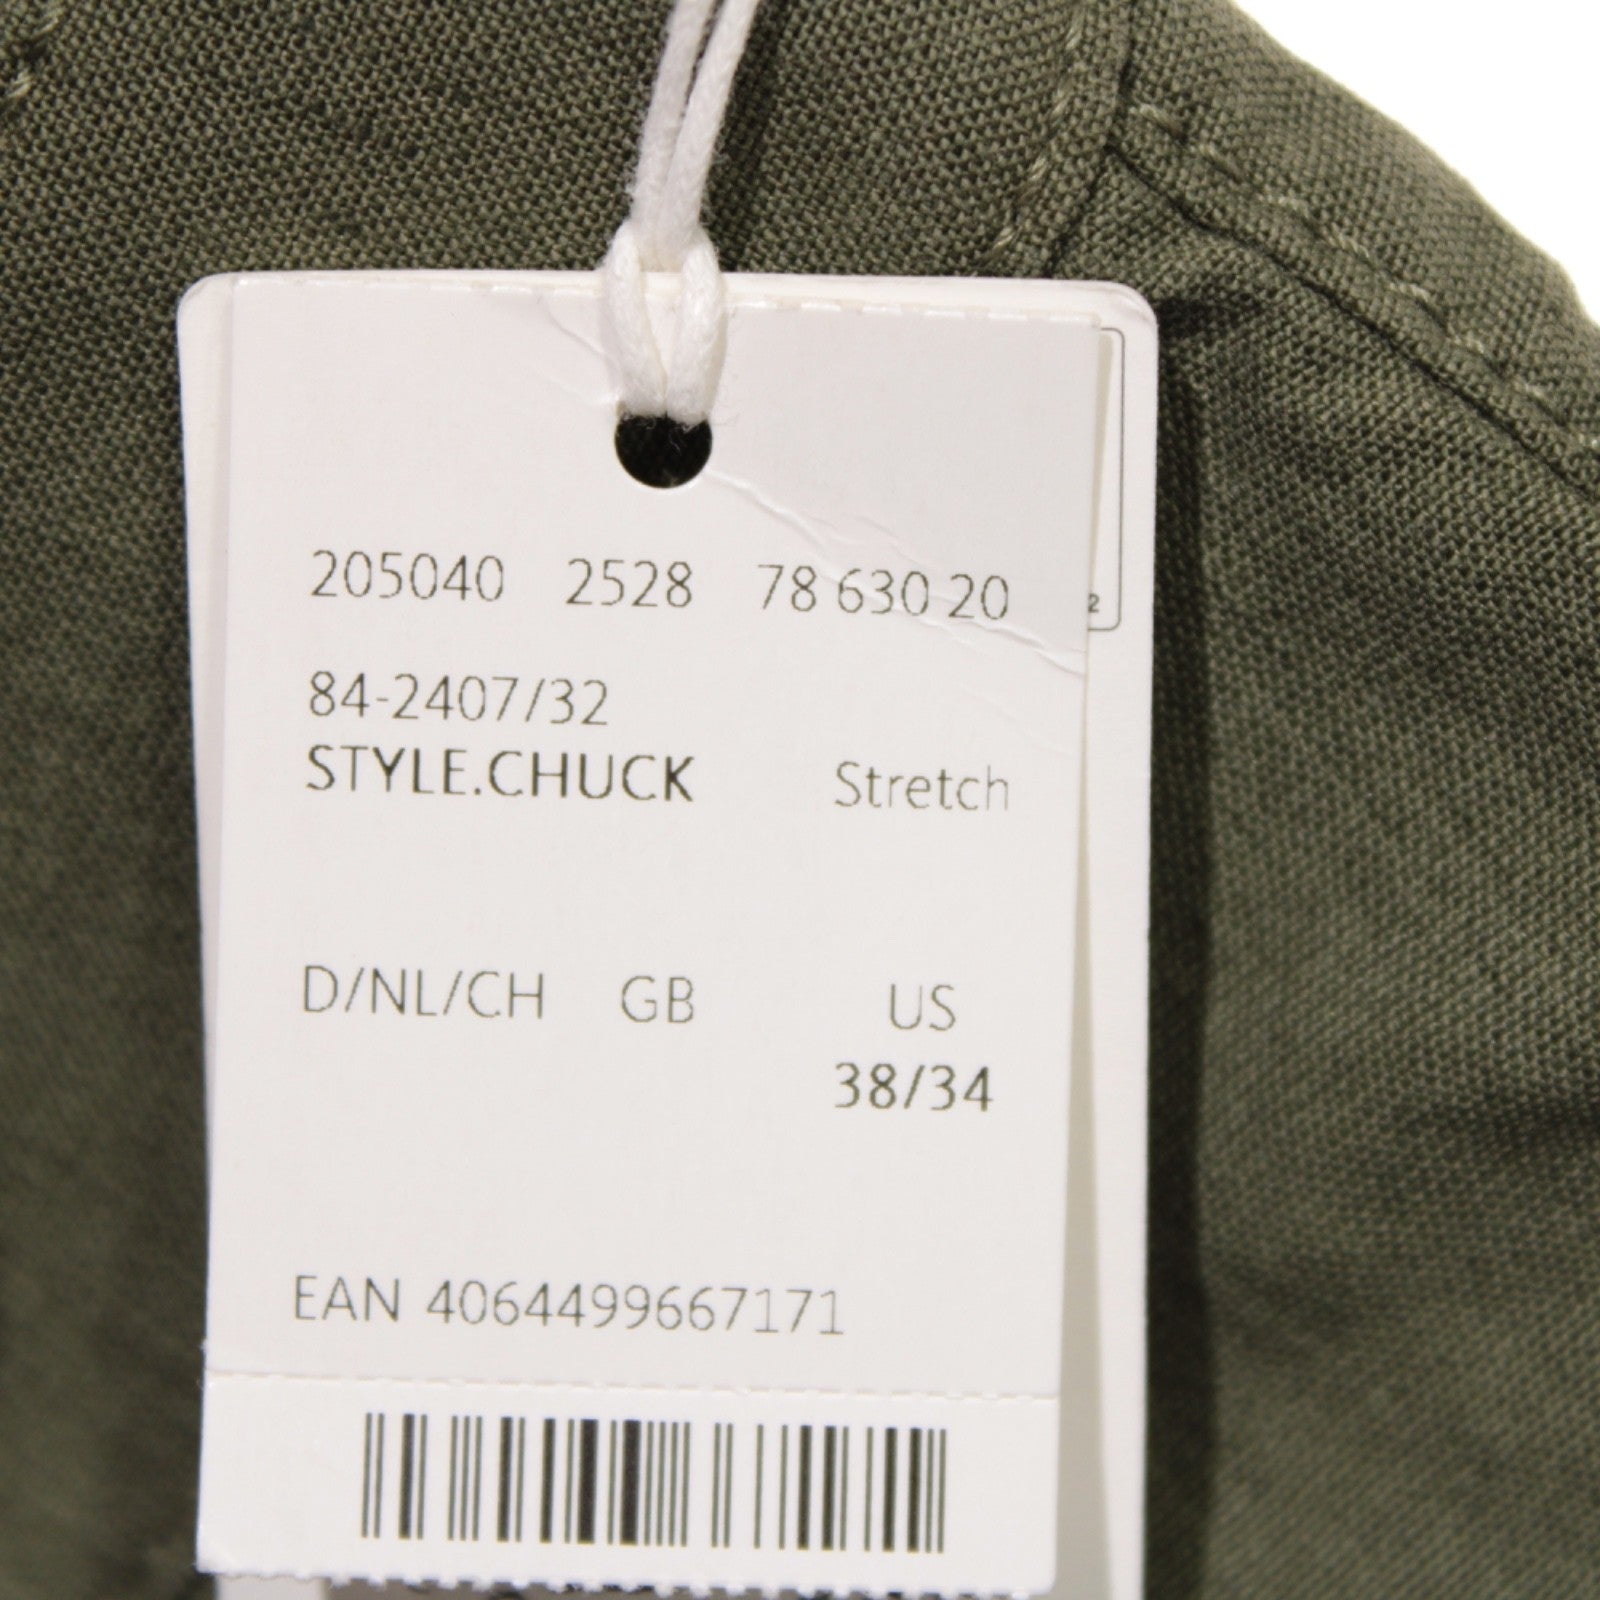 205040 2528 78 630 20
2
84-2407/32
STYLE.CHUCK Stretch
D/NL/CH GB US
38/34
EAN 4064499667171